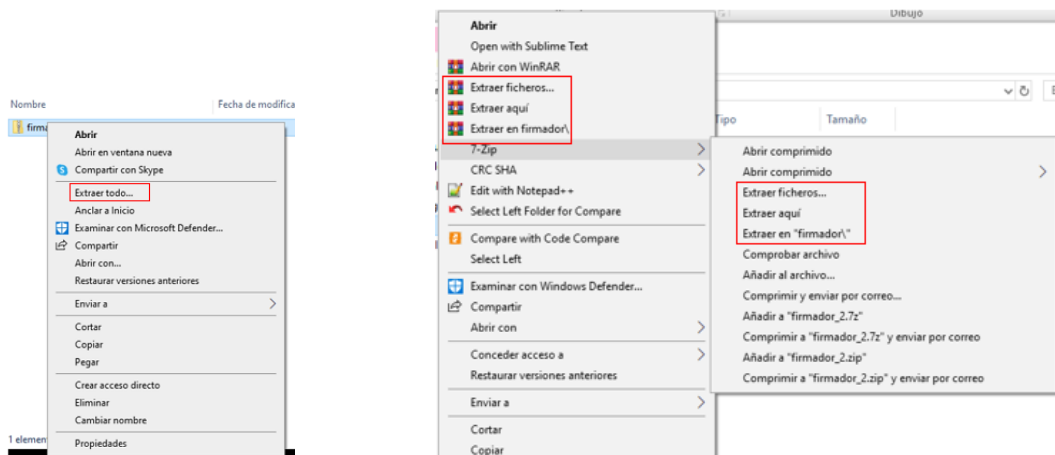 Nombre
Fecha de modifica
firma
Abrir
Abrir en ventana nueva
Compartir con Skype
Extraer todo...
Anclar a Inicio
Examinar con Microsoft Defender...
Compartir
Abrir con...
Restaurar versiones anteriores
Enviar a
Cortar
Copiar
Pegar
Crear acceso directo
Eliminar
Cambiar nombre
Propiedades
1 elemen
Dibujo
Abrir
Open with Sublime Text
Abrir con WinRAR
Extraer ficheros...
Extraer aquí
Extraer en firmador\
7-Zip
CRC SHA
Edit with Notepad++
Select Left Folder for Compare
Compare with Code Compare
Select Left
Examinar con Windows Defender...
Compartir
Abrir con
Conceder acceso a
Restaurar versiones anteriores
Enviar a
Cortar
Copiar
Tipo
Tamaño
Abrir comprimido
Abrir comprimido
Extraer ficheros...
Extraer aquí
Extraer en "firmador\"
Comprobar archivo
Añadir al archivo...
Comprimir y enviar por correo...
Añadir a "firmador_2.7z"
Comprimir a "firmador_2.7z" y enviar por correo
Añadir a "firmador_2.zip"
Comprimir a "firmador_2.zip" y enviar por correo